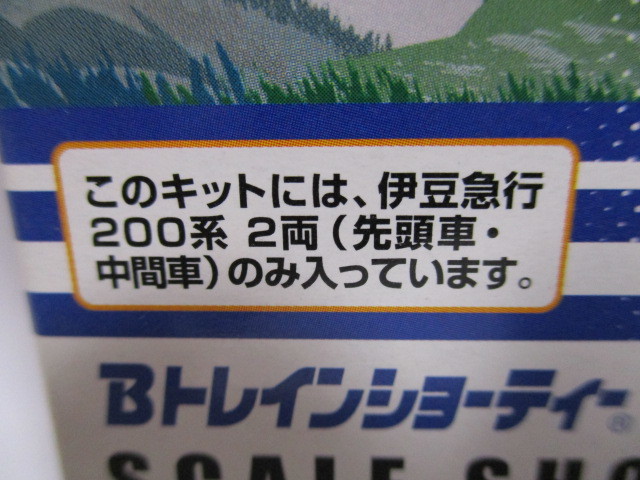 このキットには、伊豆急行
200系 2両(先頭車・
中間車)のみ入っています。
Bトレインショーティー®
SCALE